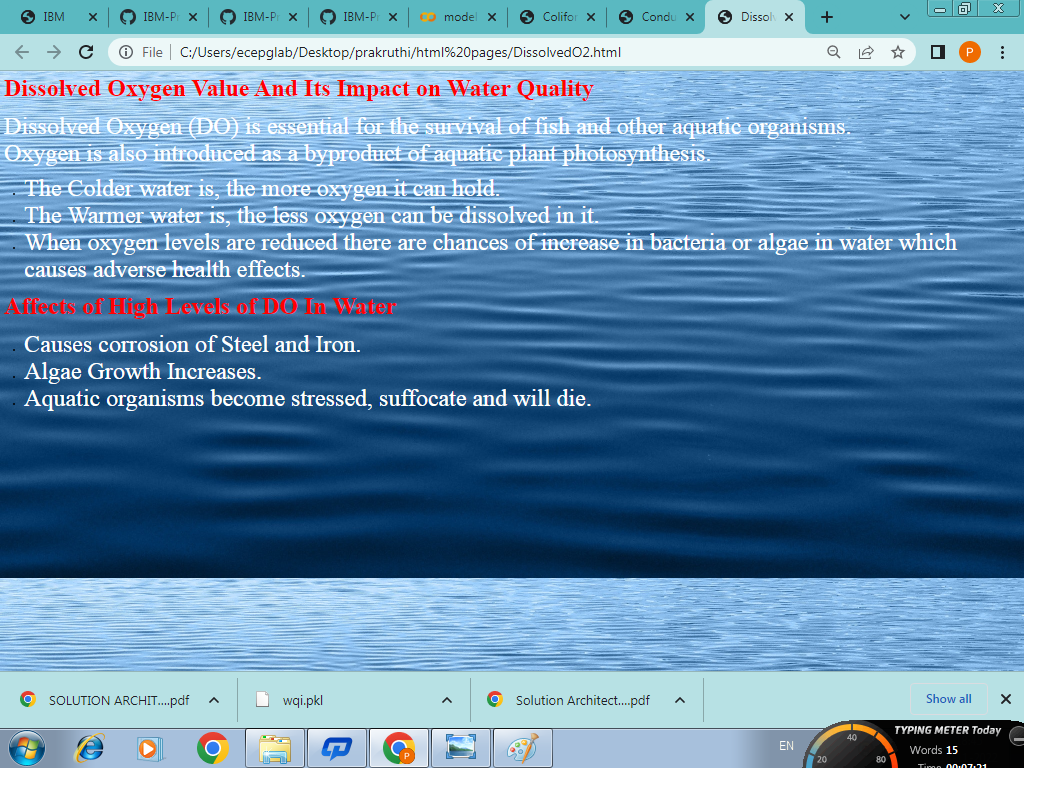 IBM
IBM-P
IBM-P
IBM-P
model
Colifor
Condu
Dissol
File
C:/Users/ecepglab/Desktop/prakruthi/html%20pages/DissolvedO2.html
P
Dissolved Oxygen Value And Its Impact on Water Quality
Dissolved Oxygen (DO) is essential for the survival of fish and other aquatic organisms.
Oxygen is also introduced as a byproduct of aquatic plant photosynthesis.
The Colder water is, the more oxygen it can hold.
The Warmer water is, the less oxygen can be dissolved in it.
When oxygen levels are reduced there are chances of increase in bacteria or algae in water which
causes adverse health effects.
Affects of High Levels of DO In Water
Causes corrosion of Steel and Iron.
Algae Growth Increases.
Aquatic organisms become stressed, suffocate and will die.
SOLUTION ARCHIT....pdf
wqi.pkl
Solution Architect....pdf
Show all
P
EN
20
40
80
TYPING METER Today
Words 15
Time 00:07:21